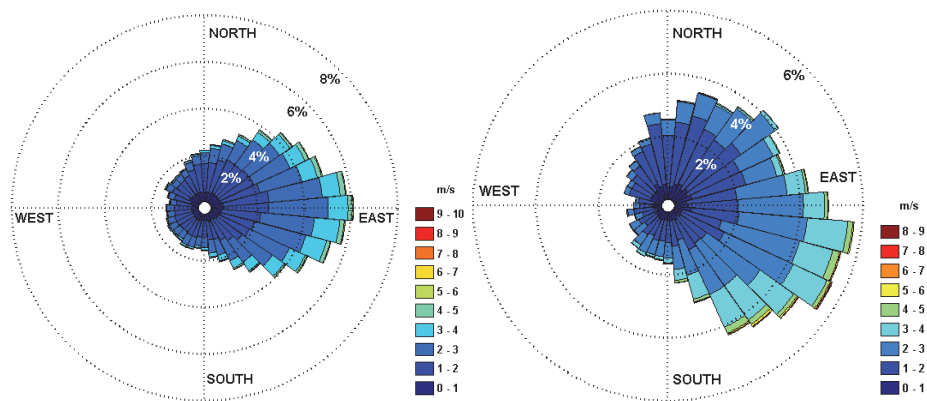 NORTH
8%
6%
4%
2%
WEST
EAST
SOUTH
m/s
9 - 10
8 - 9
7 - 8
6 - 7
5 - 6
4 - 5
3 - 4
2 - 3
1 - 2
0 - 1
NORTH
6%
4%
2%
WEST
EAST
SOUTH
m/s
8 - 9
7 - 8
6 - 7
5 - 6
4 - 5
3 - 4
2 - 3
1 - 2
0 - 1